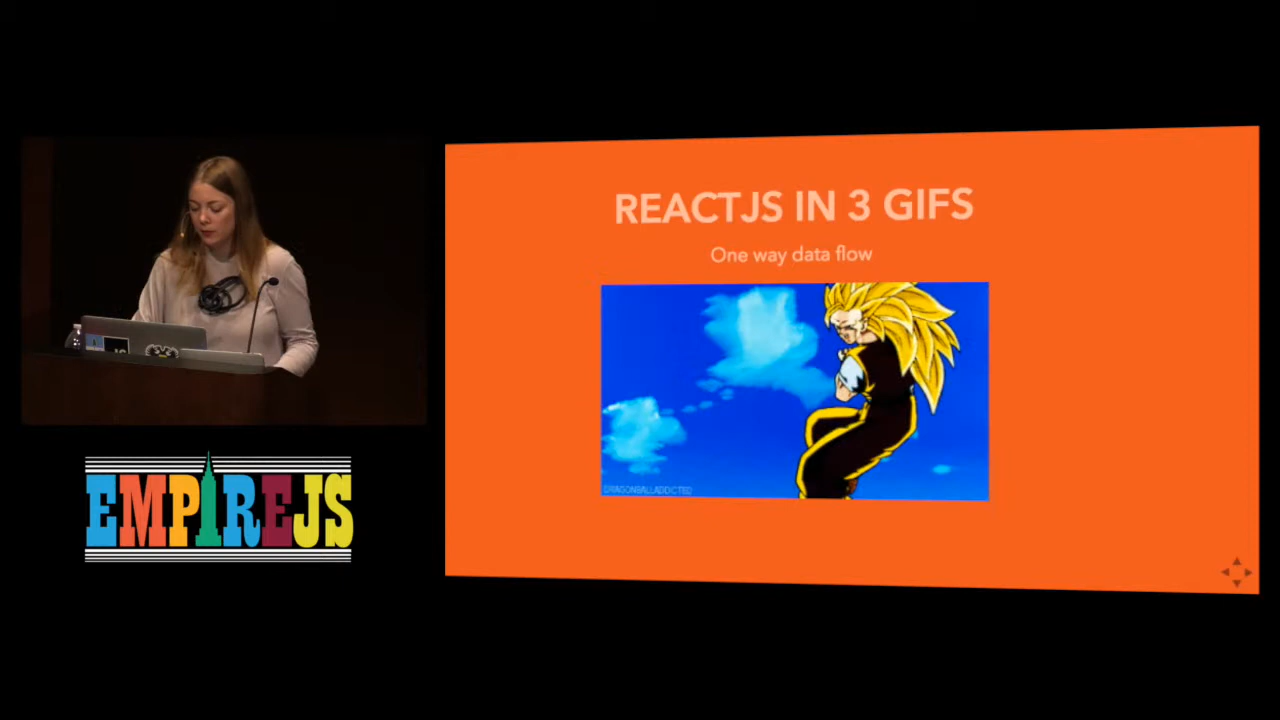 REACTJS IN 3 GIFS
One way data flow
DRAGONBALLADDICTED
EMPIREJS